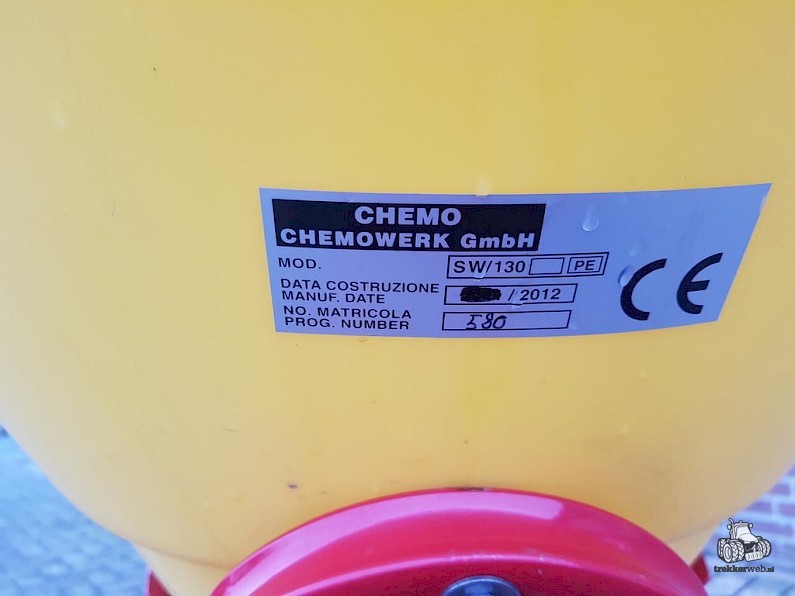 CHEMO
CHEMOWERK GmbH
MOD. SW/130 PE
DATA COSTRUZIONE
MANUF. DATE / 2012
NO. MATRICOLA
PROG. NUMBER 580
CE
trekkerweb.nl